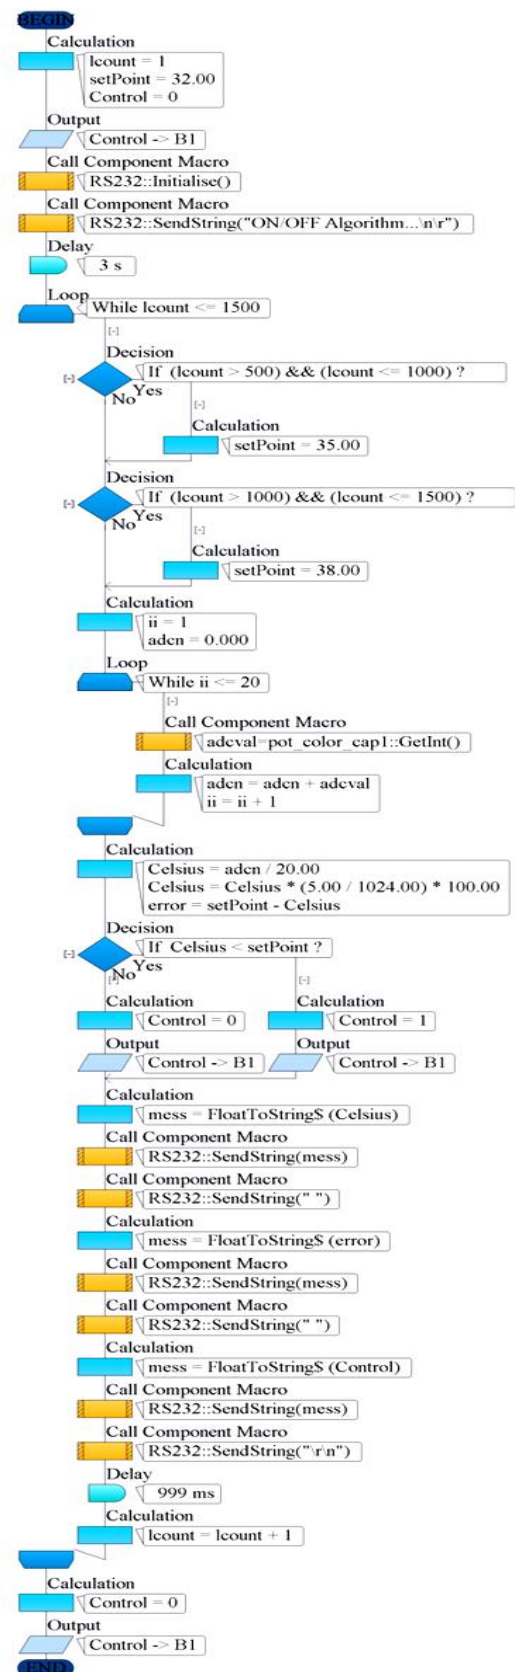 BEGIN
Calculation
lcount = 1
setPoint = 32.00
Control = 0
Output
Control -> B1
Call Component Macro
RS232::Initialise()
Call Component Macro
RS232::SendString("ON/OFF Algorithm...\n\r")
Delay
3 s
Loop
While lcount <= 1500
[-]
Decision
[-]
If (lcount > 500) && (lcount <= 1000) ?
Yes
No
[-]
Calculation
setPoint = 35.00
Decision
[-]
If (lcount > 1000) && (lcount <= 1500) ?
Yes
No
[-]
Calculation
setPoint = 38.00
Calculation
ii = 1
adcn = 0.000
Loop
While ii <= 20
[-]
Call Component Macro
adcval=pot_color_cap1::GetInt()
Calculation
adcn = adcn + adcval
ii = ii + 1
Calculation
Celsius = adcn / 20.00
Celsius = Celsius * (5.00 / 1024.00) * 100.00
error = setPoint - Celsius
Decision
[-]
If Celsius < setPoint ?
Yes
No
[-]
[-]
Calculation
Calculation
Control = 0
Control = 1
Output
Output
Control -> B1
Control -> B1
Calculation
mess = FloatToString$ (Celsius)
Call Component Macro
RS232::SendString(mess)
Call Component Macro
RS232::SendString(" ")
Calculation
mess = FloatToString$ (error)
Call Component Macro
RS232::SendString(mess)
Call Component Macro
RS232::SendString(" ")
Calculation
mess = FloatToString$ (Control)
Call Component Macro
RS232::SendString(mess)
Call Component Macro
RS232::SendString("\r\n")
Delay
999 ms
Calculation
lcount = lcount + 1
Calculation
Control = 0
Output
Control -> B1
END